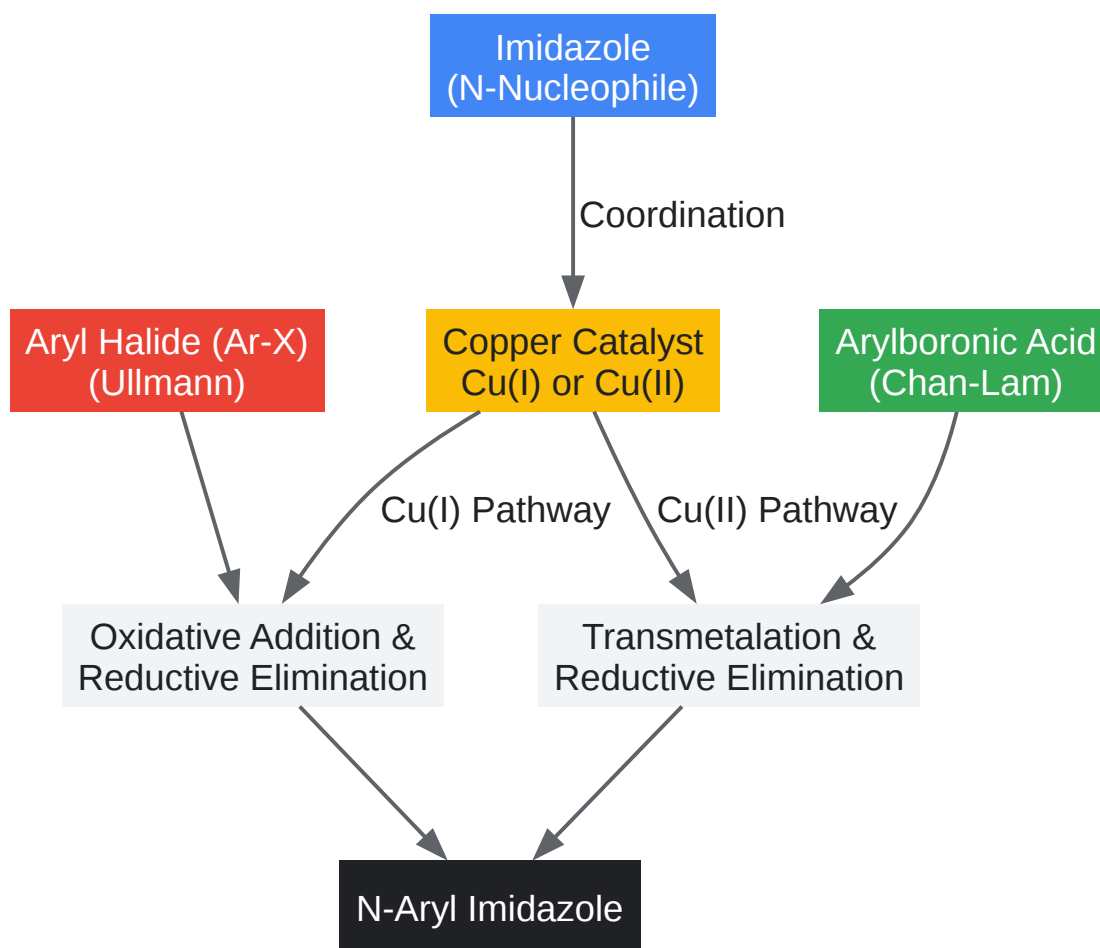 Imidazole
(N-Nucleophile)
Coordination
Aryl Halide (Ar-X)
(Ullmann)
Copper Catalyst
Cu(I) or Cu(II)
Arylboronic Acid
(Chan-Lam)
Cu(I) Pathway
Cu(II) Pathway
Oxidative Addition &
Reductive Elimination
Transmetalation &
Reductive Elimination
N-Aryl Imidazole